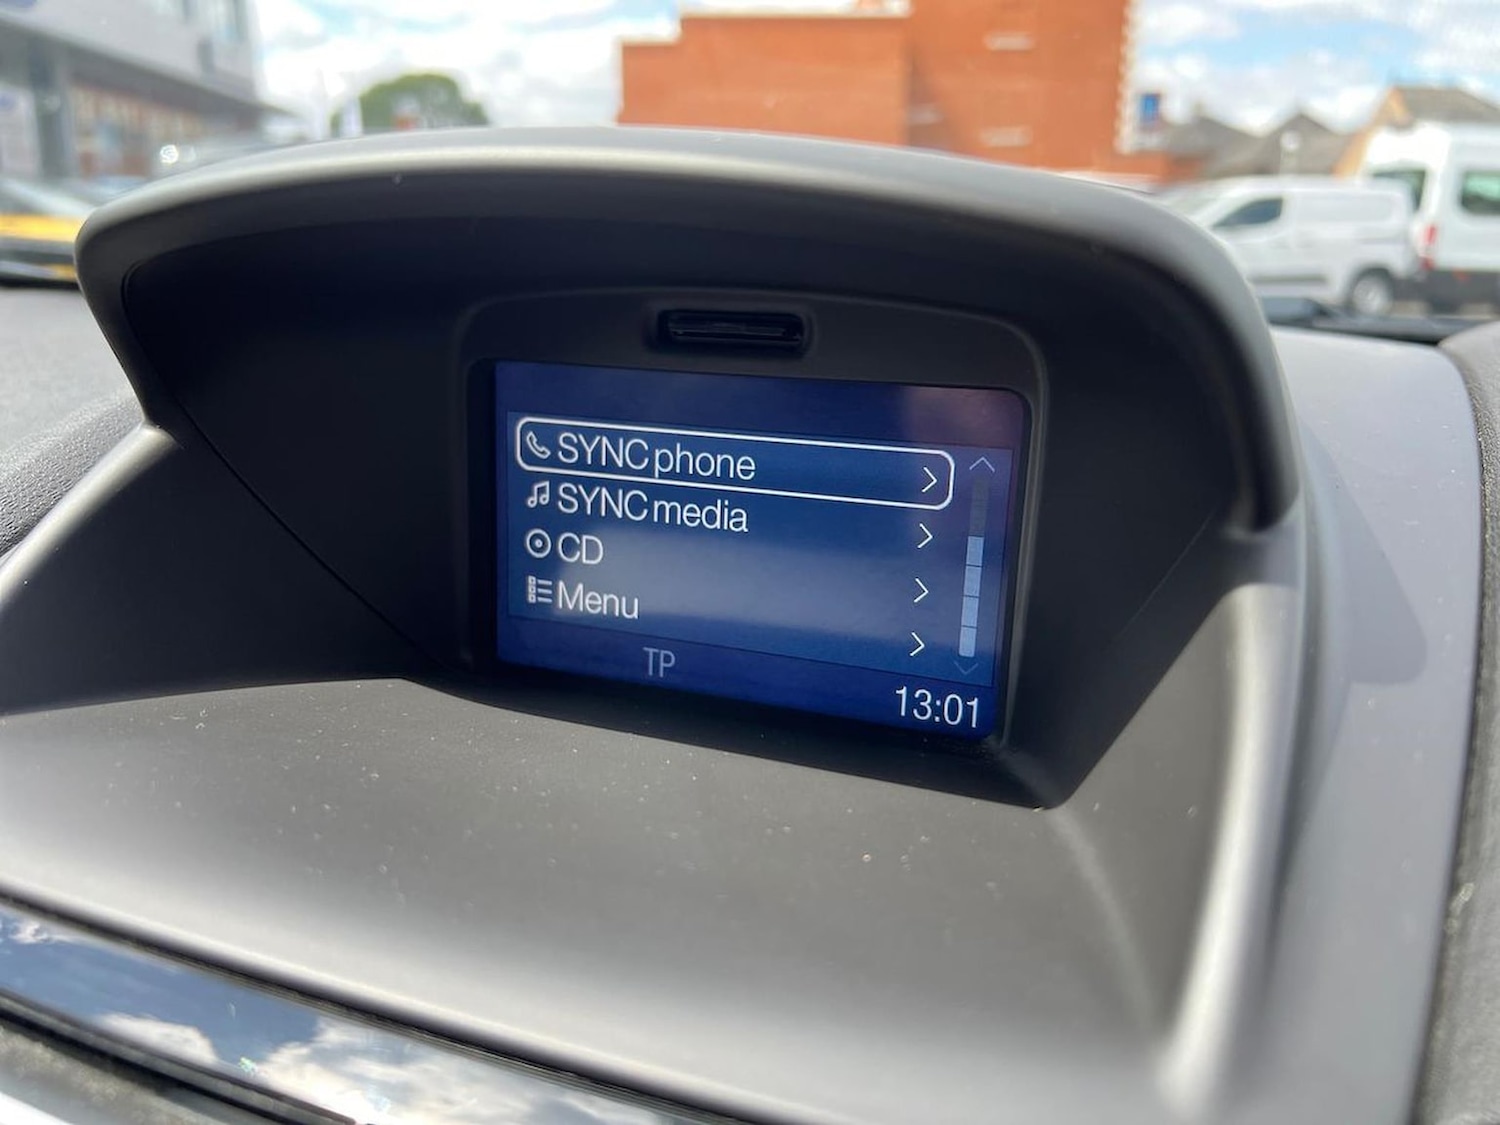 SYNC phone
SYNC media
CD
Menu
TP
13:01